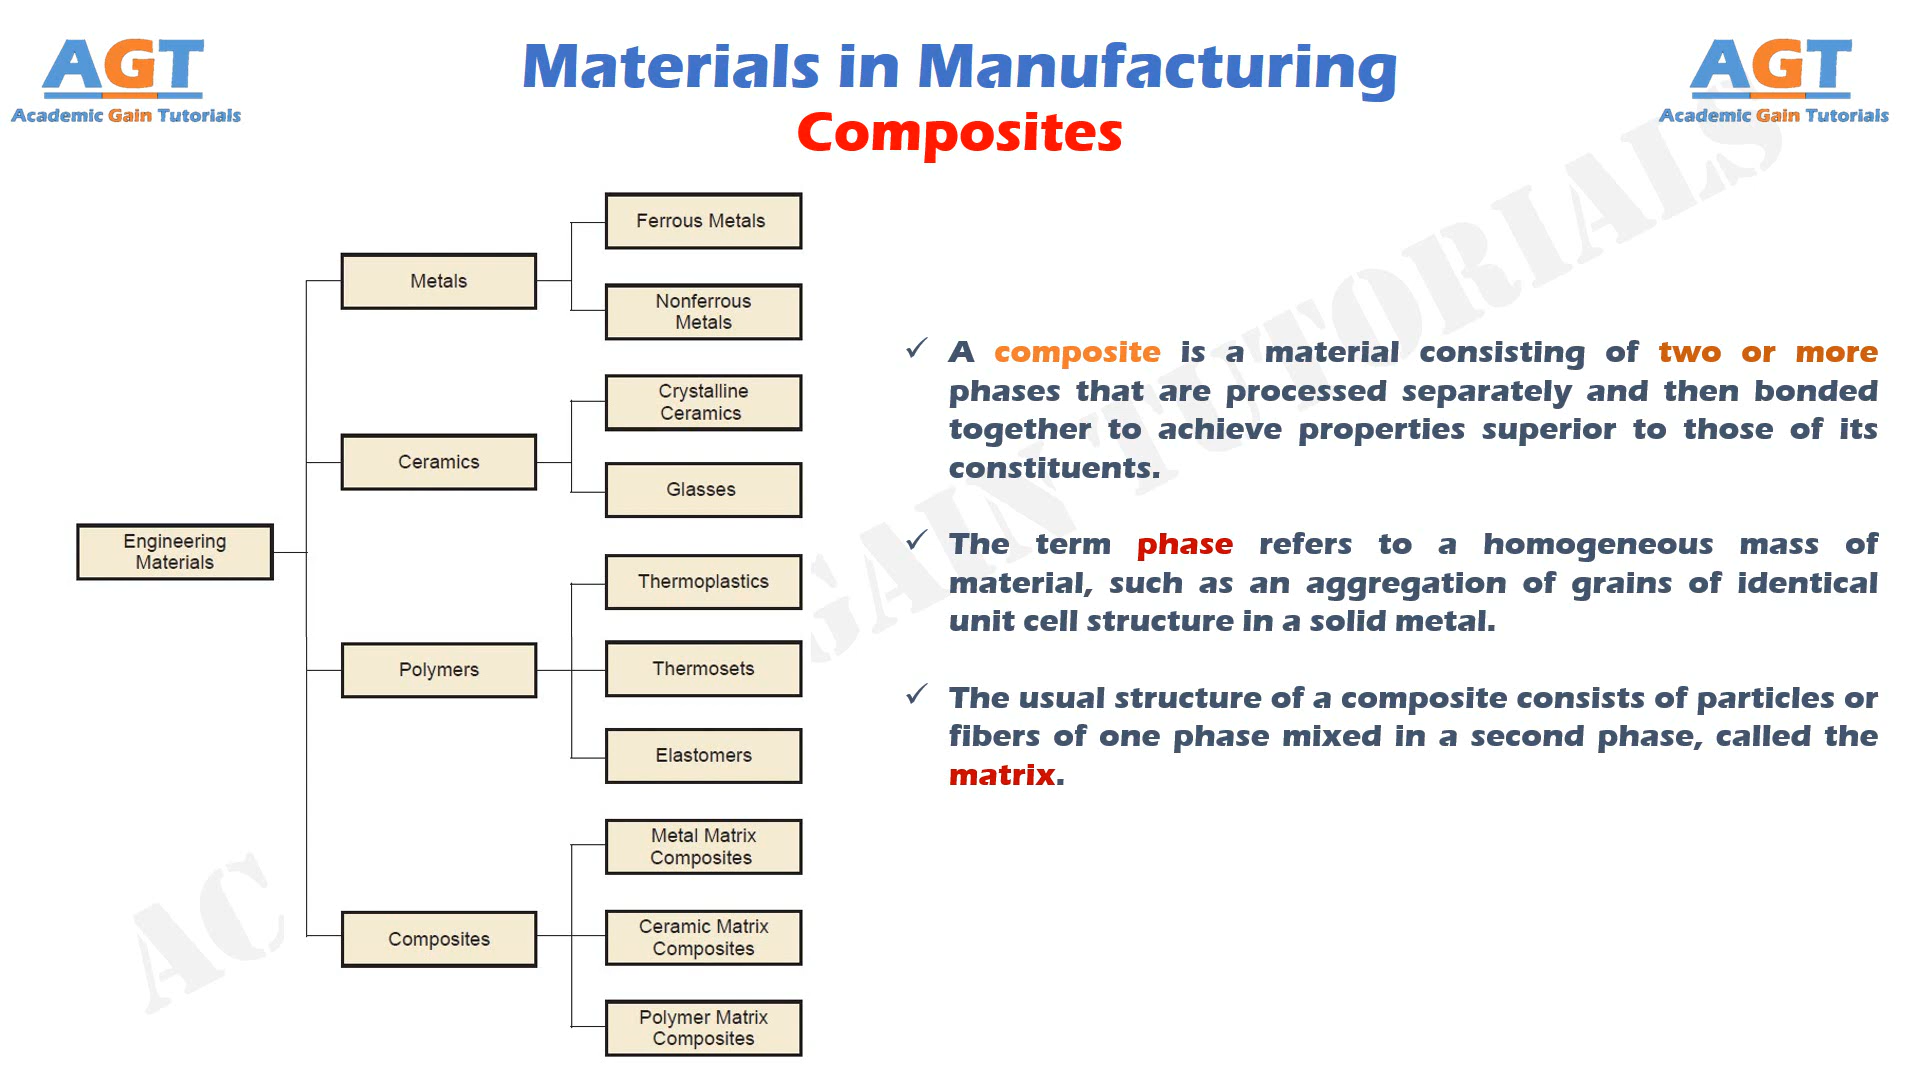 AGT
Academic Gain Tutorials
Materials in Manufacturing
Composites
AGT
Academic Gain Tutorials
Engineering
Materials
Metals
Ferrous Metals
Nonferrous
Metals
Ceramics
Crystalline
Ceramics
Glasses
Polymers
Thermoplastics
Thermosets
Elastomers
Composites
Metal Matrix
Composites
Ceramic Matrix
Composites
Polymer Matrix
Composites
✓ A composite is a material consisting of two or more
phases that are processed separately and then bonded
together to achieve properties superior to those of its
constituents.
✓ The term phase refers to a homogeneous mass of
material, such as an aggregation of grains of identical
unit cell structure in a solid metal.
✓ The usual structure of a composite consists of particles or
fibers of one phase mixed in a second phase, called the
matrix.
AC GAIN TUTORIALS